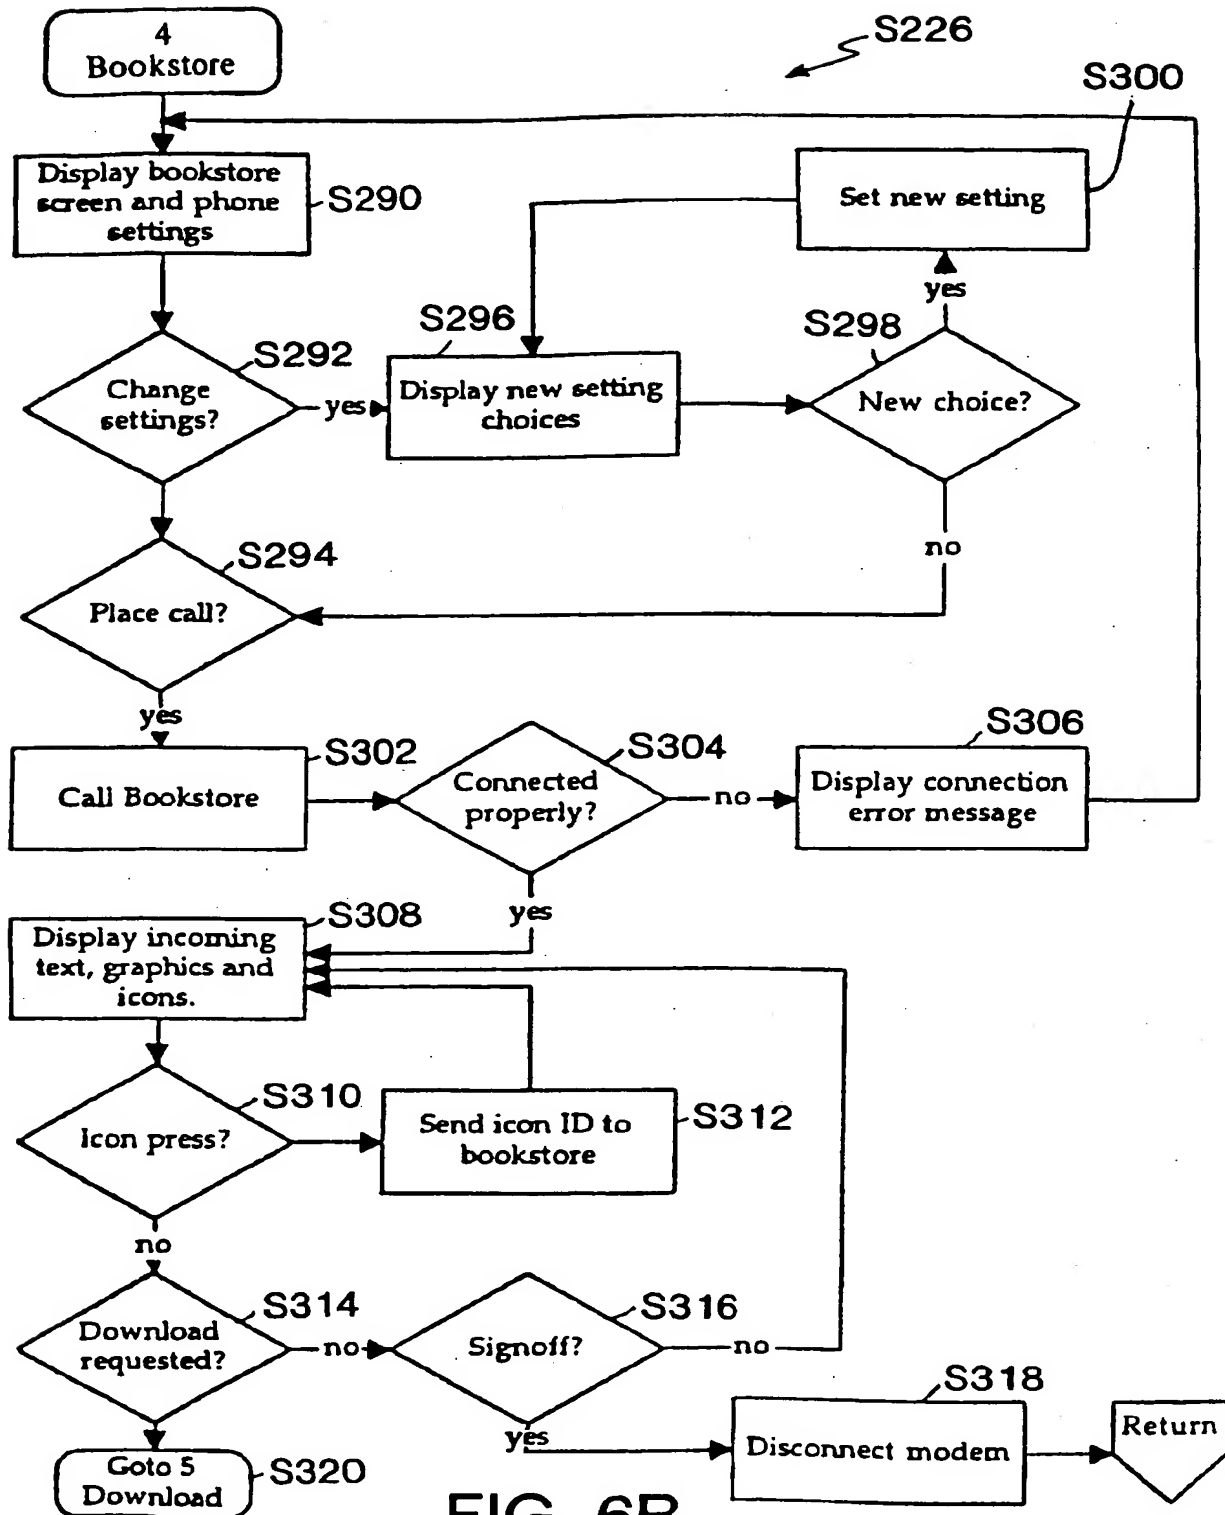 4
Bookstore
S226
S300
Display bookstore
screen and phone
settings
S290
Set new setting
yes
S296
S298
S292
Change
settings?
yes
Display new setting
choices
New choice?
no
S294
Place call?
yes
S302
Call Bookstore
S304
Connected
properly?
no
S306
Display connection
error message
yes
S308
Display incoming
text, graphics and
icons.
S310
Icon press?
Send icon ID to
bookstore
S312
no
S314
Download
requested?
no
S316
Signoff?
no
yes
S318
Disconnect modem
Return
Goto 5
Download
S320
FIG. 6B